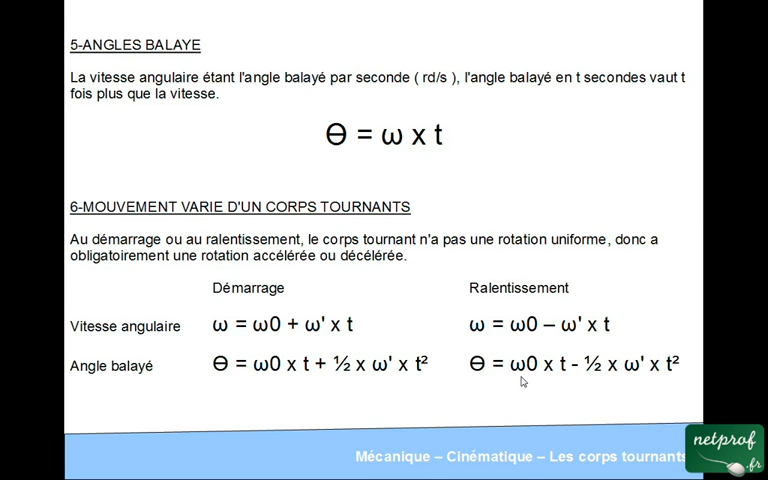 5-ANGLES BALAYE
La vitesse angulaire étant l'angle balayé par seconde ( rd/s ), l'angle balayé en t secondes vaut t
fois plus que la vitesse.
Ө = ω x t
6-MOUVEMENT VARIE D'UN CORPS TOURNANTS
Au démarrage ou au ralentissement, le corps tournant n'a pas une rotation uniforme, donc a
obligatoirement une rotation accélérée ou décélérée.
Démarrage Ralentissement
Vitesse angulaire ω = ω0 + ω' x t ω = ω0 – ω' x t
Angle balayé Ө = ω0 x t + ½ x ω' x t² Ө = ω0 x t - ½ x ω' x t²
Mécanique – Cinématique – Les corps tournants
netprof
.fr